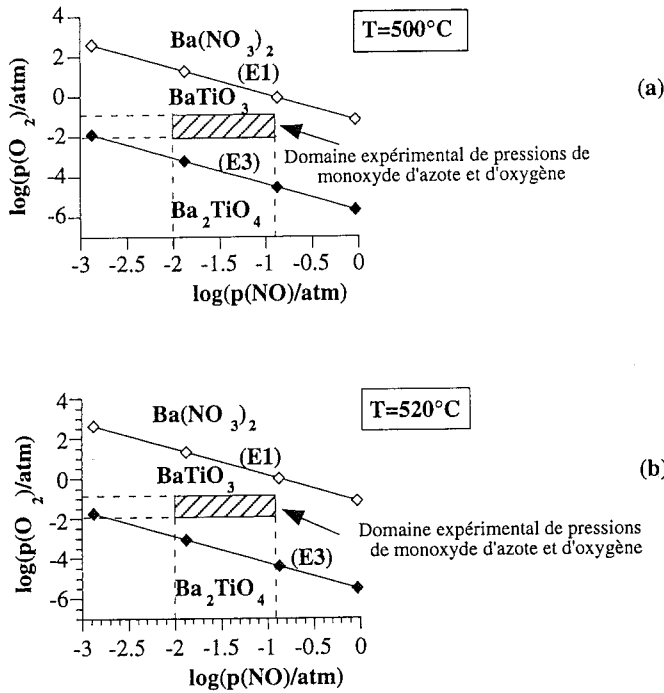 T=500°C
(a)
log(p(O2)/atm)
4
2
0
-2
-4
-6
Ba(NO3)2
(E1)
BaTiO3
(E3)
Ba2TiO4
Domaine expérimental de pressions de
monoxyde d'azote et d'oxygène
-3 -2.5 -2 -1.5 -1 -0.5 0
log(p(NO)/atm)
T=520°C
(b)
log(p(O2)/atm)
4
2
0
-2
-4
-6
Ba(NO3)2
(E1)
BaTiO3
(E3)
Ba2TiO4
Domaine expérimental de pressions
de monoxyde d'azote et d'oxygène
-3 -2.5 -2 -1.5 -1 -0.5 0
log(p(NO)/atm)